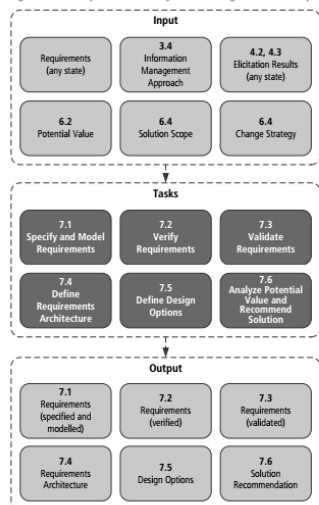 Input
Requirements
(any state)
3.4
Information
Management
Approach
4.2, 4.3
Elicitation Results
(any state)
6.2
Potential Value
6.4
Solution Scope
6.4
Change Strategy
Tasks
7.1
Specify and Model
Requirements
7.2
Verify
Requirements
7.3
Validate
Requirements
7.4
Define
Requirements
Architecture
7.5
Define Design
Options
7.6
Analyze Potential
Value and
Recommend
Solution
Output
7.1
Requirements
(specified and
modelled)
7.2
Requirements
(verified)
7.3
Requirements
(validated)
7.4
Requirements
Architecture
7.5
Design Options
7.6
Solution
Recommendation